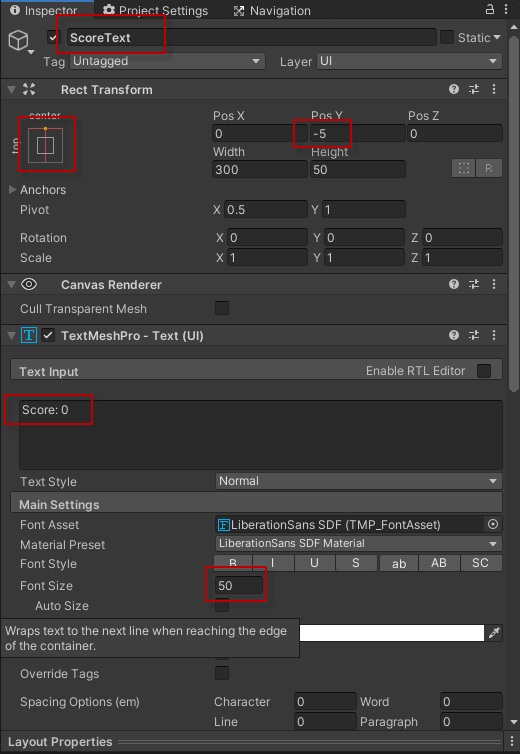 Inspector Project Settings Navigation
ScoreText Static
Tag Untagged Layer UI
Rect Transform
center Pos X Pos Y Pos Z
top 0 -5 0
Width Height
300 50 R
Anchors
Pivot X 0.5 Y 1
Rotation X 0 Y 0 Z 0
Scale X 1 Y 1 Z 1
Canvas Renderer
Cull Transparent Mesh
T TextMeshPro - Text (UI)
Text Input Enable RTL Editor
Score: 0
Text Style Normal
Main Settings
Font Asset F LiberationSans SDF (TMP_FontAsset)
Material Preset LiberationSans SDF Material
Font Style B I U S ab AB SC
Font Size 50
Auto Size
Wraps text to the next line when reaching the edge
of the container.
Override Tags
Spacing Options (em) Character 0 Word 0
Line 0 Paragraph 0
Layout Properties